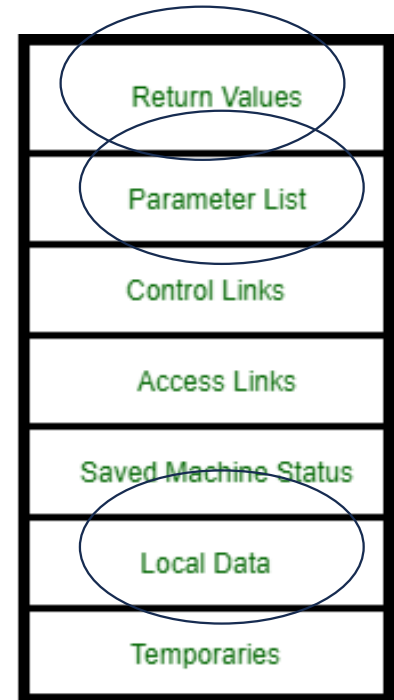 Return Values
Parameter List
Control Links
Access Links
Saved Machine Status
Local Data
Temporaries